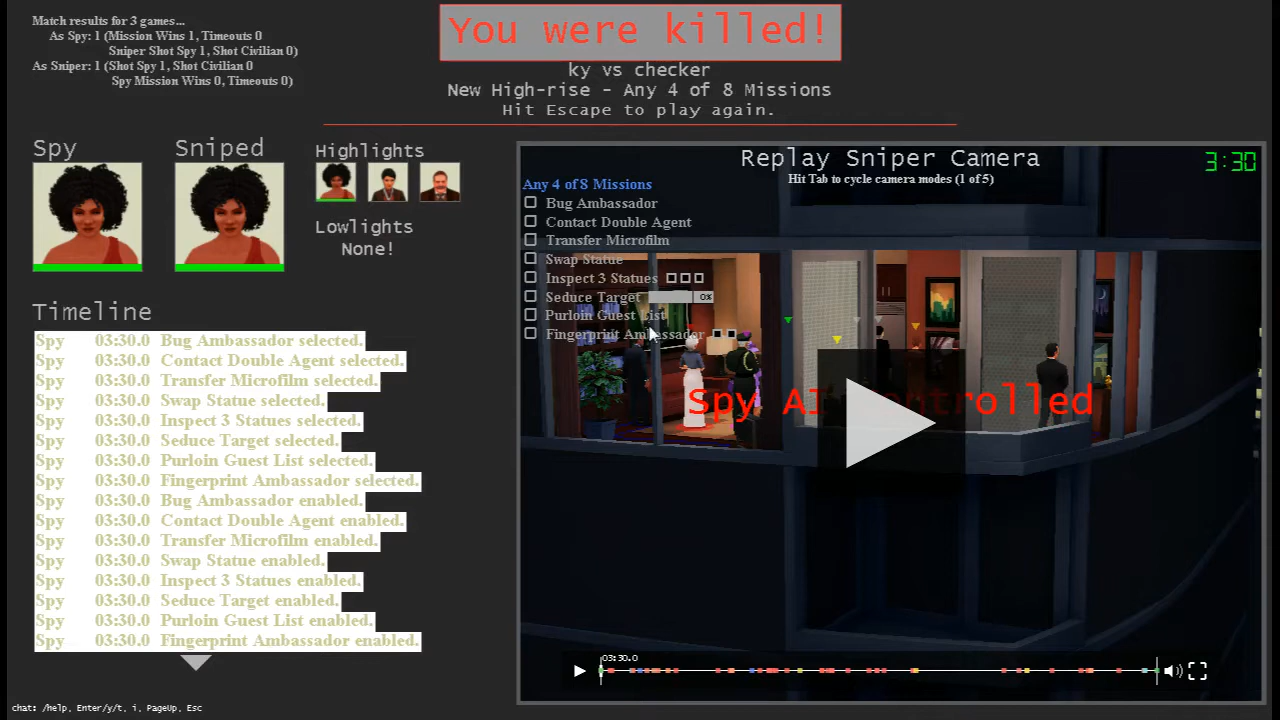 Match results for 3 games...
As Spy: 1 (Mission Wins 1, Timeouts 0
Sniper Shot Spy 1, Shot Civilian 0)
As Sniper: 1 (Shot Spy 1, Shot Civilian 0
Spy Mission Wins 0, Timeouts 0)
You were killed!
ky vs checker
New High-rise - Any 4 of 8 Missions
Hit Escape to play again.
Spy
Sniped
Highlights
Lowlights
None!
Timeline
Spy 03:30.0 Bug Ambassador selected.
Spy 03:30.0 Contact Double Agent selected.
Spy 03:30.0 Transfer Microfilm selected.
Spy 03:30.0 Swap Statue selected.
Spy 03:30.0 Inspect 3 Statues selected.
Spy 03:30.0 Seduce Target selected.
Spy 03:30.0 Purloin Guest List selected.
Spy 03:30.0 Fingerprint Ambassador selected.
Spy 03:30.0 Bug Ambassador enabled.
Spy 03:30.0 Contact Double Agent enabled.
Spy 03:30.0 Transfer Microfilm enabled.
Spy 03:30.0 Swap Statue enabled.
Spy 03:30.0 Inspect 3 Statues enabled.
Spy 03:30.0 Seduce Target enabled.
Spy 03:30.0 Purloin Guest List enabled.
Spy 03:30.0 Fingerprint Ambassador enabled.
Replay Sniper Camera
Hit Tab to cycle camera modes (1 of 5)
3:30
Any 4 of 8 Missions
Bug Ambassador
Contact Double Agent
Transfer Microfilm
Swap Statue
Inspect 3 Statues
Seduce Target 0%
Purloin Guest List
Fingerprint Ambassador
Spy AI controlled
03:30.0
chat: /help, Enter/y/t, i, PageUp, Esc